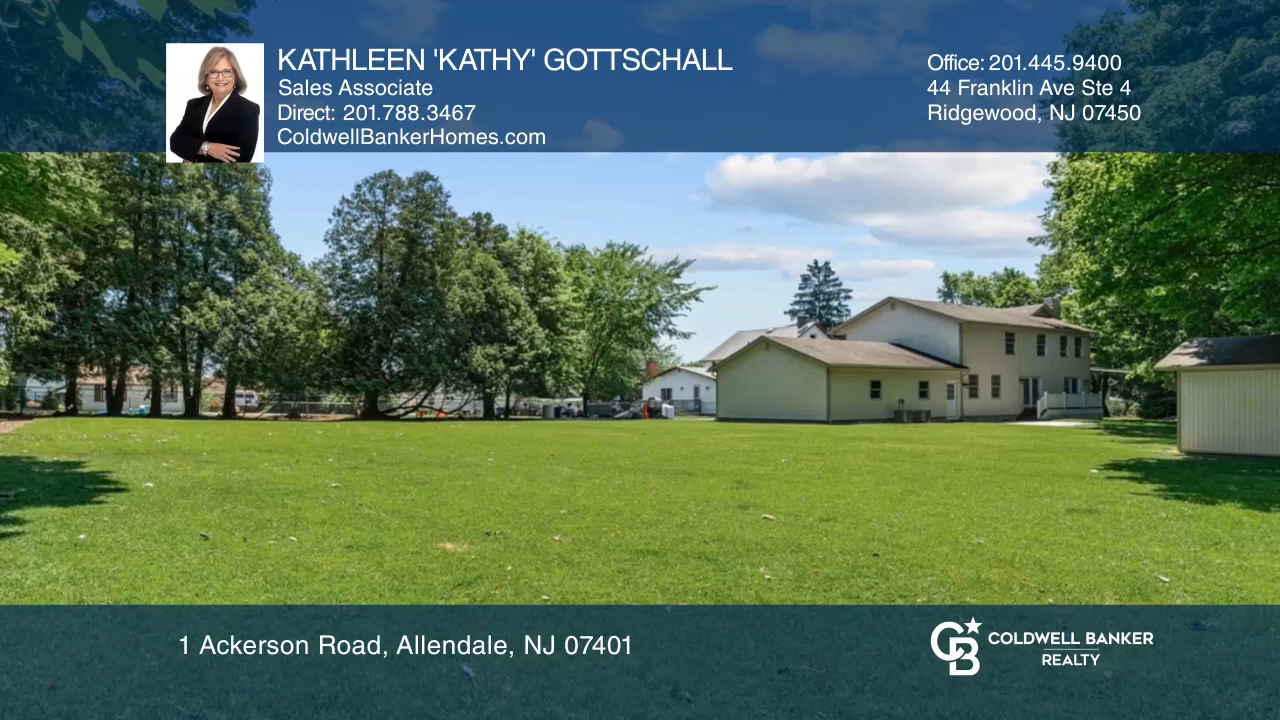 KATHLEEN 'KATHY' GOTTSCHALL
Sales Associate
Direct: 201.788.3467
ColdwellBankerHomes.com
Office: 201.445.9400
44 Franklin Ave Ste 4
Ridgewood, NJ 07450
1 Ackerson Road, Allendale, NJ 07401
CB
COLDWELL BANKER
REALTY